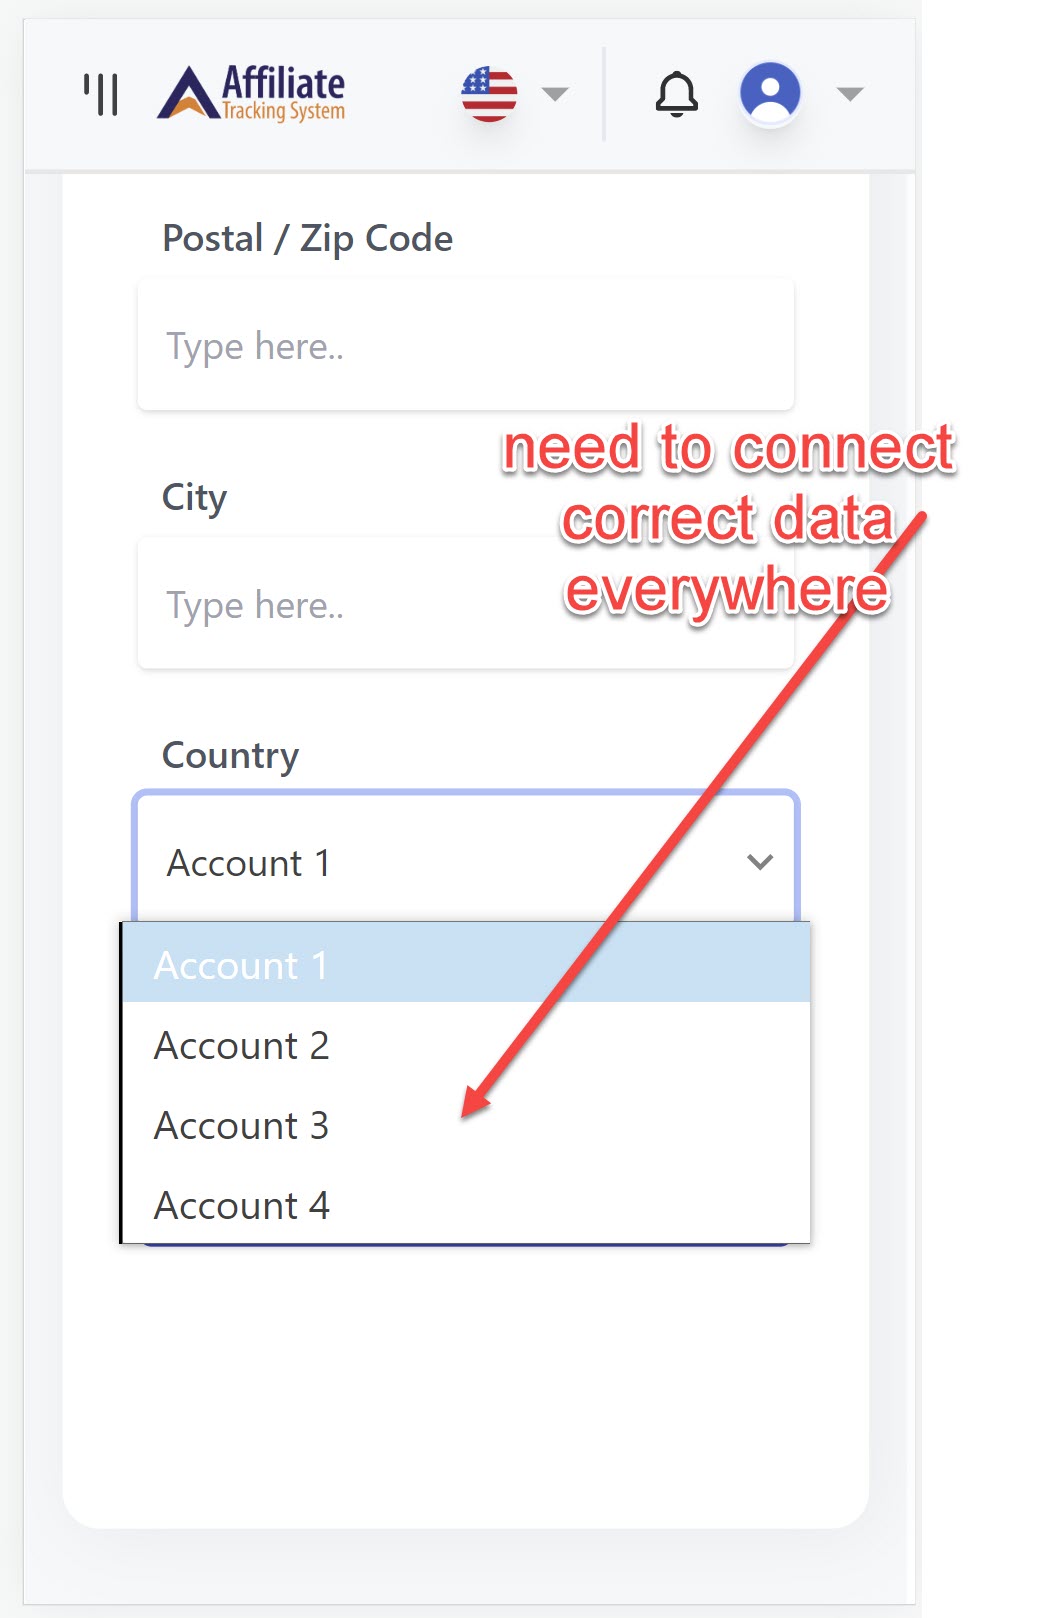 Affiliate
Tracking System
Postal / Zip Code
Type here..
need to connect
correct data
everywhere
City
Type here..
Country
Account 1
Account 1
Account 2
Account 3
Account 4